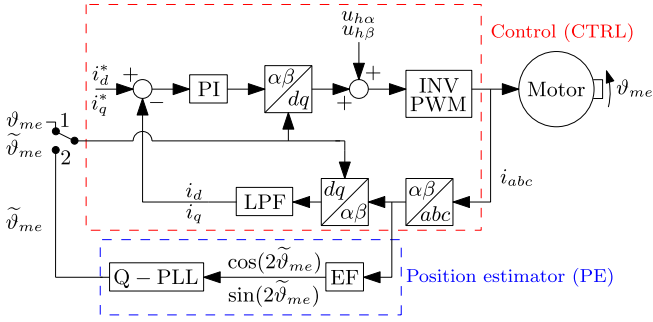 u_{hα}
u_{hβ}
Control (CTRL)
i_d^* + PI αβ dq + + INV PWM Motor ϑ_{me}
i_q^* −
ϑ_{me} 1
ϑ̃_{me} 2
i_{abc}
i_d LPF dq αβ αβ abc
i_q
ϑ̃_{me}
cos(2ϑ̃_{me})
Q − PLL EF Position estimator (PE)
sin(2ϑ̃_{me})